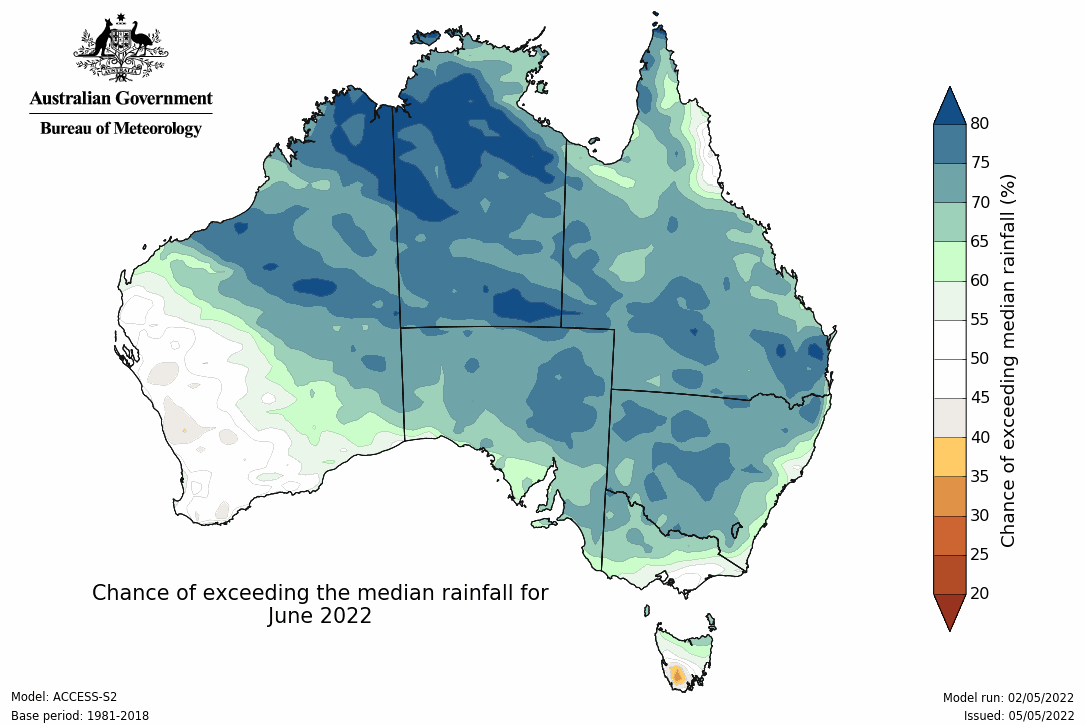 Australian Government
Bureau of Meteorology
80
75
70
65
60
55
50
45
40
35
30
25
20
Chance of exceeding median rainfall (%)
Chance of exceeding the median rainfall for
June 2022
Model: ACCESS-S2
Base period: 1981-2018
Model run: 02/05/2022
Issued: 05/05/2022